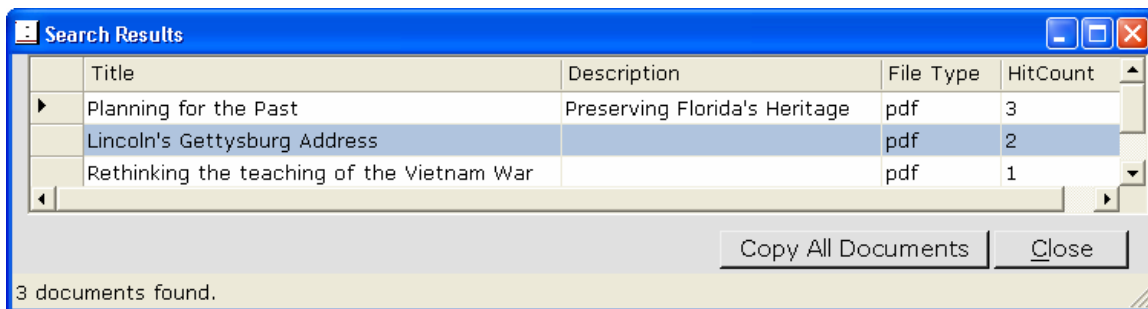 Search Results
Title Description File Type HitCount
Planning for the Past Preserving Florida's Heritage pdf 3
Lincoln's Gettysburg Address pdf 2
Rethinking the teaching of the Vietnam War pdf 1
Copy All Documents Close
3 documents found.